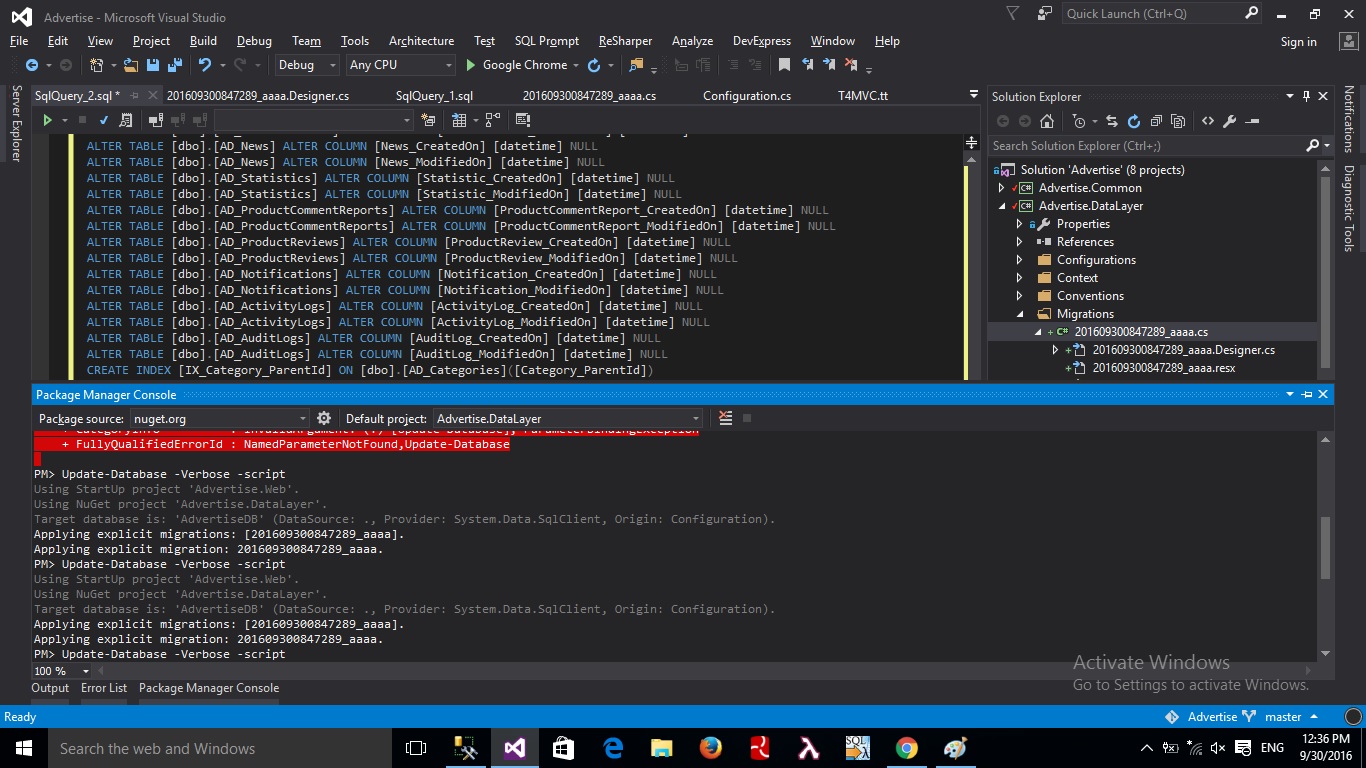 Advertise - Microsoft Visual Studio
Quick Launch (Ctrl+Q)
File Edit View Project Build Debug Team Tools Architecture Test SQL Prompt ReSharper Analyze DevExpress Window Help
Sign in
Debug Any CPU Google Chrome
Server Explorer
SqlQuery_2.sql * 201609300847289_aaaa.Designer.cs SqlQuery_1.sql 201609300847289_aaaa.cs Configuration.cs T4MVC.tt
ALTER TABLE [dbo].[AD_News] ALTER COLUMN [News_CreatedOn] [datetime] NULL
ALTER TABLE [dbo].[AD_News] ALTER COLUMN [News_ModifiedOn] [datetime] NULL
ALTER TABLE [dbo].[AD_Statistics] ALTER COLUMN [Statistic_CreatedOn] [datetime] NULL
ALTER TABLE [dbo].[AD_Statistics] ALTER COLUMN [Statistic_ModifiedOn] [datetime] NULL
ALTER TABLE [dbo].[AD_ProductCommentReports] ALTER COLUMN [ProductCommentReport_CreatedOn] [datetime] NULL
ALTER TABLE [dbo].[AD_ProductCommentReports] ALTER COLUMN [ProductCommentReport_ModifiedOn] [datetime] NULL
ALTER TABLE [dbo].[AD_ProductReviews] ALTER COLUMN [ProductReview_CreatedOn] [datetime] NULL
ALTER TABLE [dbo].[AD_ProductReviews] ALTER COLUMN [ProductReview_ModifiedOn] [datetime] NULL
ALTER TABLE [dbo].[AD_Notifications] ALTER COLUMN [Notification_CreatedOn] [datetime] NULL
ALTER TABLE [dbo].[AD_Notifications] ALTER COLUMN [Notification_ModifiedOn] [datetime] NULL
ALTER TABLE [dbo].[AD_ActivityLogs] ALTER COLUMN [ActivityLog_CreatedOn] [datetime] NULL
ALTER TABLE [dbo].[AD_ActivityLogs] ALTER COLUMN [ActivityLog_ModifiedOn] [datetime] NULL
ALTER TABLE [dbo].[AD_AuditLogs] ALTER COLUMN [AuditLog_CreatedOn] [datetime] NULL
ALTER TABLE [dbo].[AD_AuditLogs] ALTER COLUMN [AuditLog_ModifiedOn] [datetime] NULL
CREATE INDEX [IX_Category_ParentId] ON [dbo].[AD_Categories]([Category_ParentId])
Solution Explorer
Search Solution Explorer (Ctrl+;)
Solution 'Advertise' (8 projects)
C# Advertise.Common
C# Advertise.DataLayer
Properties
References
Configurations
Context
Conventions
Migrations
+ C# 201609300847289_aaaa.cs
+ 201609300847289_aaaa.Designer.cs
+ 201609300847289_aaaa.resx
Notifications
Diagnostic Tools
Package Manager Console
Package source: nuget.org Default project: Advertise.DataLayer
+ CategoryInfo : InvalidArgument: (:) [Update-Database], ParameterBindingException
+ FullyQualifiedErrorId : NamedParameterNotFound,Update-Database
PM> Update-Database -Verbose -script
Using StartUp project 'Advertise.Web'.
Using NuGet project 'Advertise.DataLayer'.
Target database is: 'AdvertiseDB' (DataSource: ., Provider: System.Data.SqlClient, Origin: Configuration).
Applying explicit migrations: [201609300847289_aaaa].
Applying explicit migration: 201609300847289_aaaa.
PM> Update-Database -Verbose -script
Using StartUp project 'Advertise.Web'.
Using NuGet project 'Advertise.DataLayer'.
Target database is: 'AdvertiseDB' (DataSource: ., Provider: System.Data.SqlClient, Origin: Configuration).
Applying explicit migrations: [201609300847289_aaaa].
Applying explicit migration: 201609300847289_aaaa.
PM> Update-Database -Verbose -script
100 %
Activate Windows
Go to Settings to activate Windows.
Output Error List Package Manager Console
Ready
Advertise master
Search the web and Windows
SQL
ENG
12:36 PM
9/30/2016